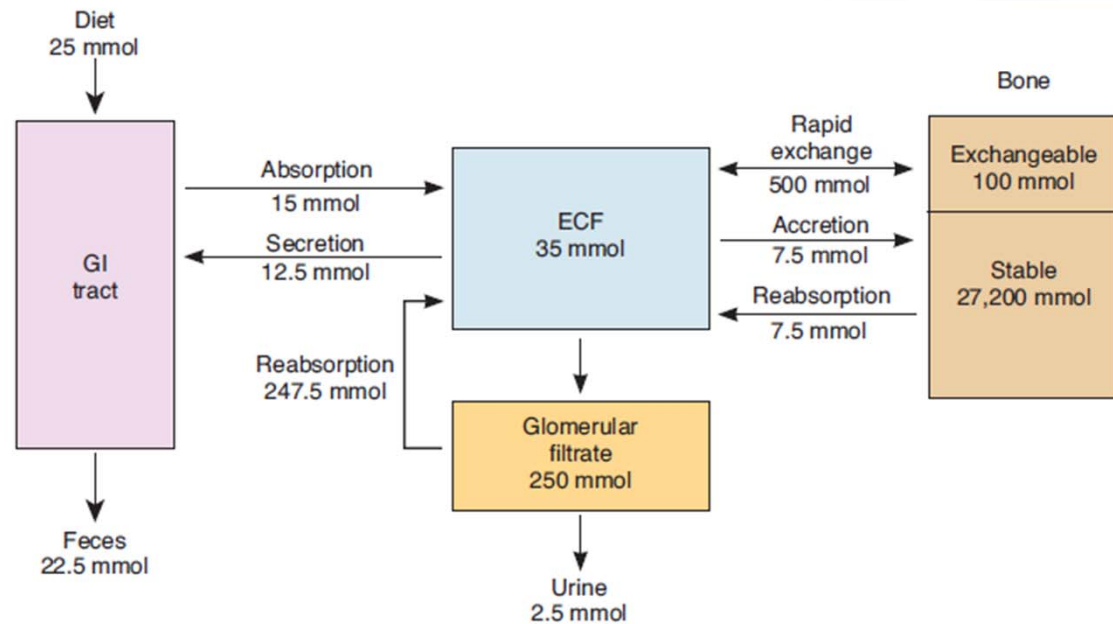 Diet
25 mmol
GI
tract
Feces
22.5 mmol
Absorption
15 mmol
Secretion
12.5 mmol
Reabsorption
247.5 mmol
ECF
35 mmol
Glomerular
filtrate
250 mmol
Urine
2.5 mmol
Rapid
exchange
500 mmol
Accretion
7.5 mmol
Reabsorption
7.5 mmol
Bone
Exchangeable
100 mmol
Stable
27,200 mmol